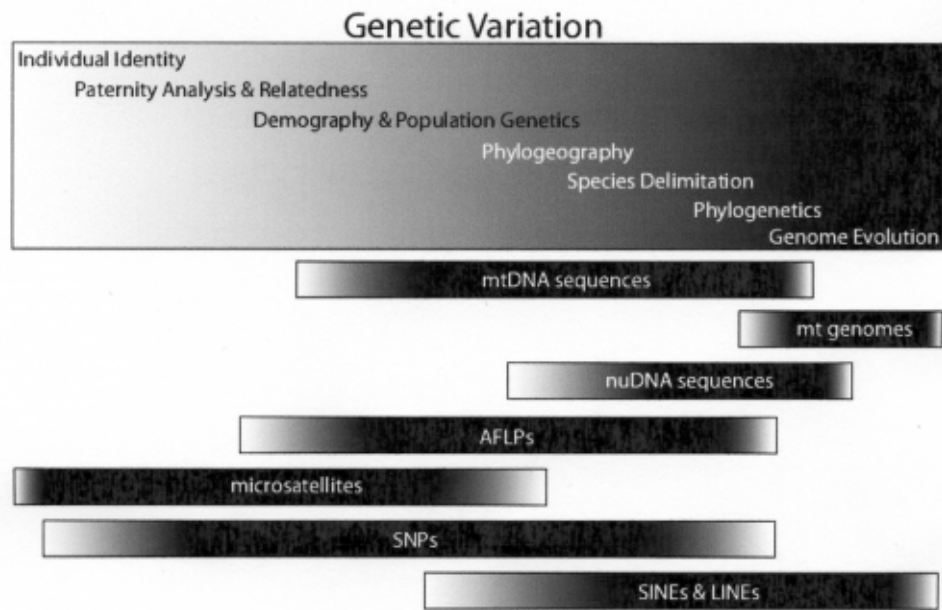 Genetic Variation
Individual Identity
Paternity Analysis & Relatedness
Demography & Population Genetics
Phylogeography
Species Delimitation
Phylogenetics
Genome Evolution
mtDNA sequences
mt genomes
nuDNA sequences
AFLPs
microsatellites
SNPs
SINEs & LINEs